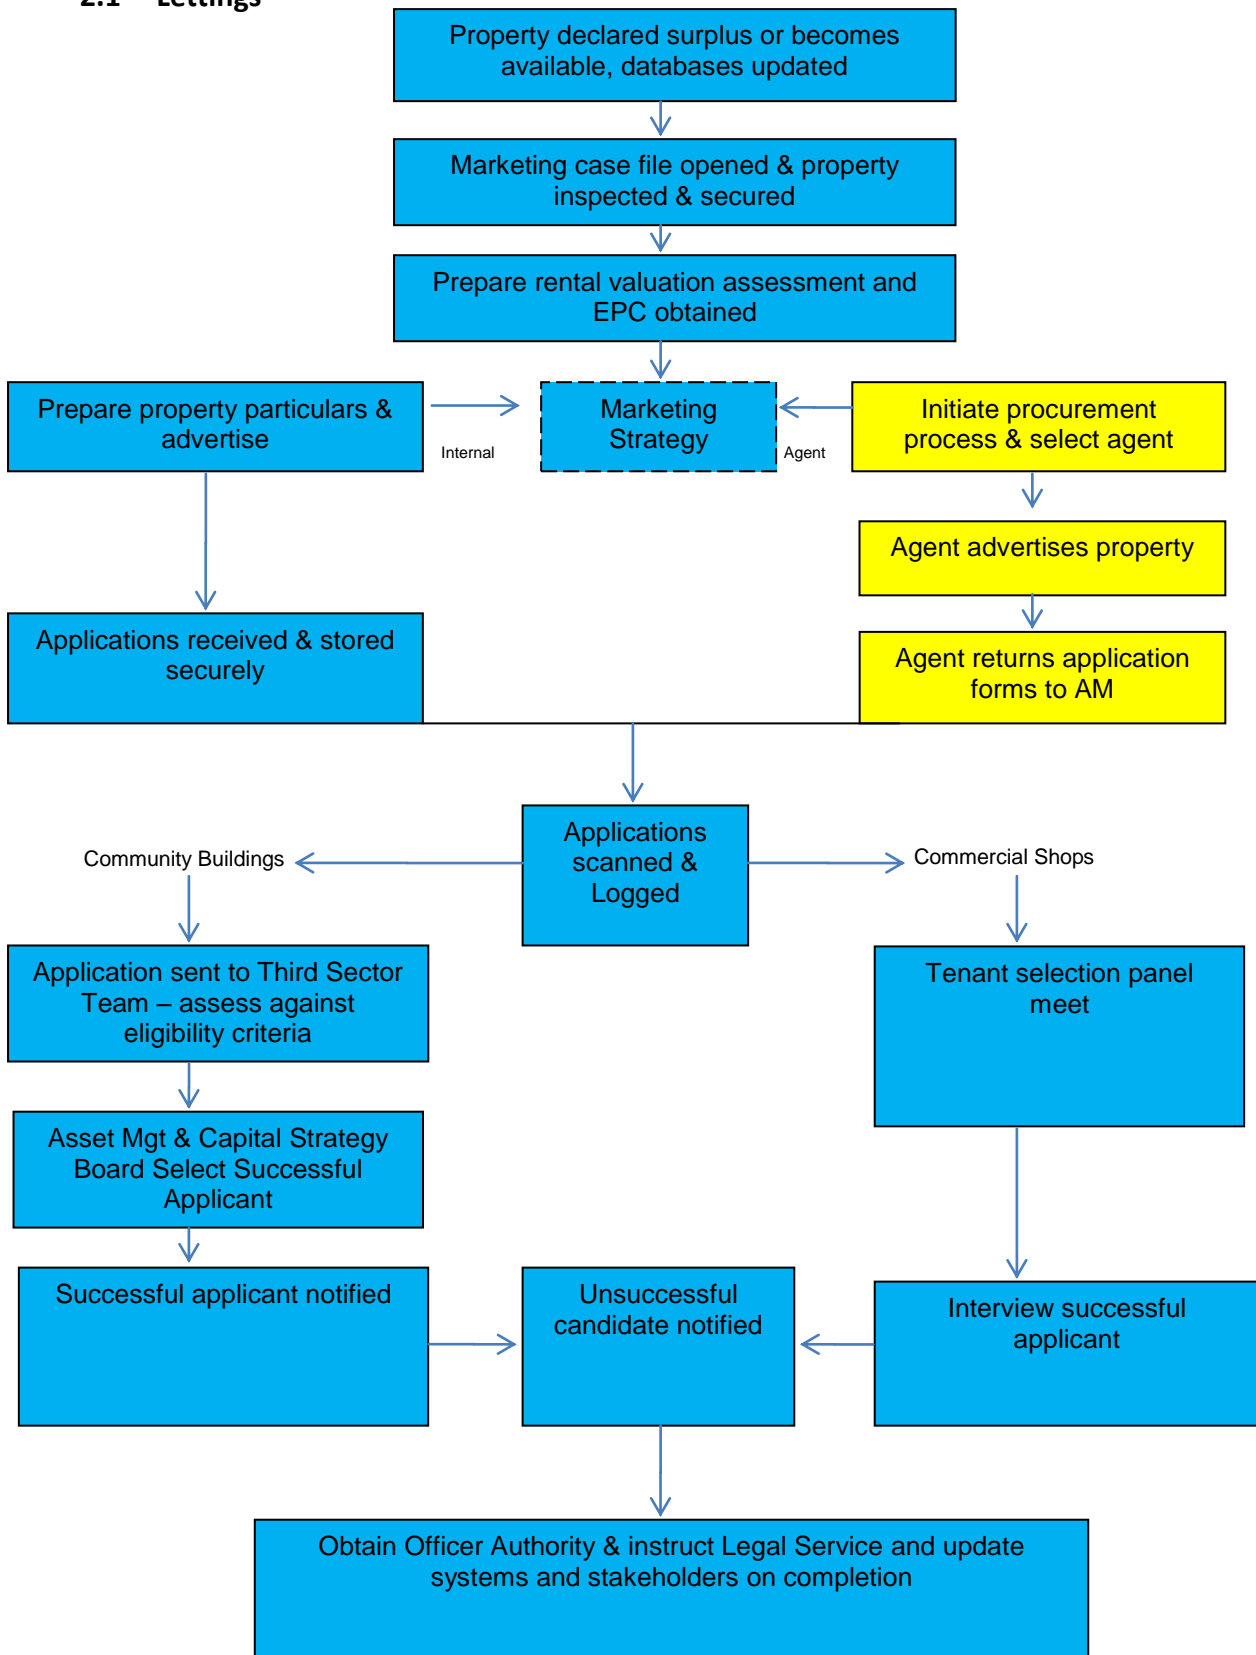 2.1 Lettings
Property declared surplus or becomes
available, databases updated
Marketing case file opened & property
inspected & secured
Prepare rental valuation assessment and
EPC obtained
Prepare property particulars &
advertise
Internal
Marketing
Strategy
Agent
Initiate procurement
process & select agent
Agent advertises property
Applications received & stored
securely
Agent returns application
forms to AM
Applications
scanned &
Logged
Community Buildings
Commercial Shops
Application sent to Third Sector
Team – assess against
eligibility criteria
Tenant selection panel
meet
Asset Mgt & Capital Strategy
Board Select Successful
Applicant
Successful applicant notified
Unsuccessful
candidate notified
Interview successful
applicant
Obtain Officer Authority & instruct Legal Service and update
systems and stakeholders on completion